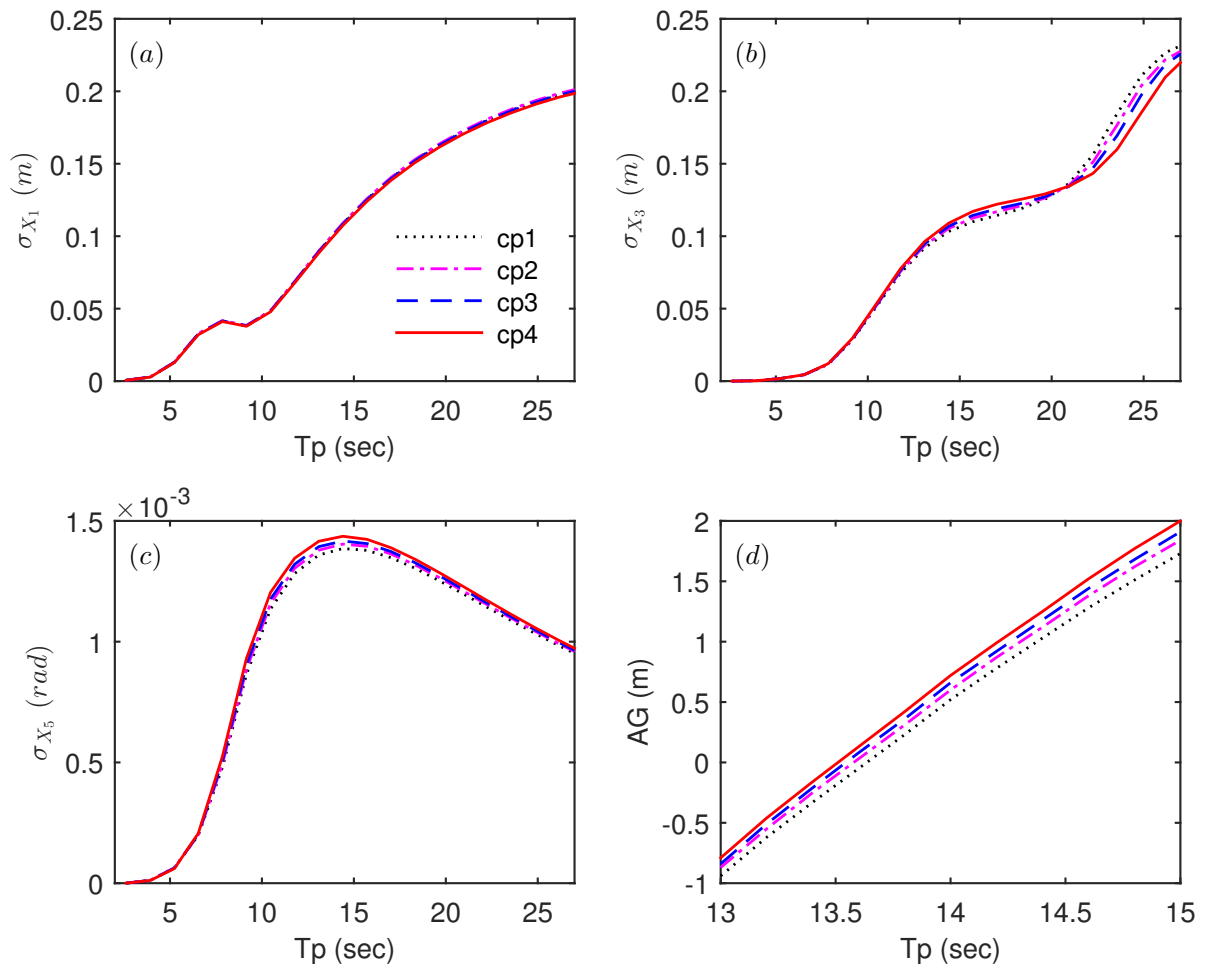 (a)
0.25
0.2
0.15
0.1
0.05
0
σ_{X_1} (m)
5 10 15 20 25
Tp (sec)
cp1
cp2
cp3
cp4
(b)
0.25
0.2
0.15
0.1
0.05
0
σ_{X_3} (m)
5 10 15 20 25
Tp (sec)
×10^{-3}
(c)
1.5
1
0.5
0
σ_{X_5} (rad)
5 10 15 20 25
Tp (sec)
(d)
2
1.5
1
0.5
0
-0.5
-1
AG (m)
13 13.5 14 14.5 15
Tp (sec)